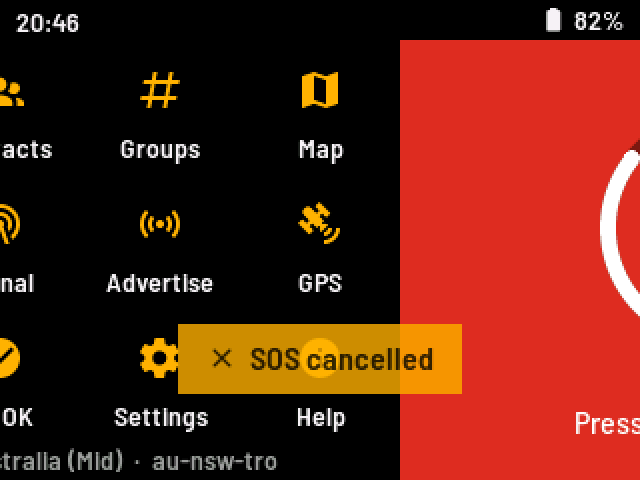 20:46
82%
acts
Groups
Map
nal
Advertise
GPS
× SOS cancelled
OK
Settings
Help
Press
stralia (Mid) · au-nsw-tro